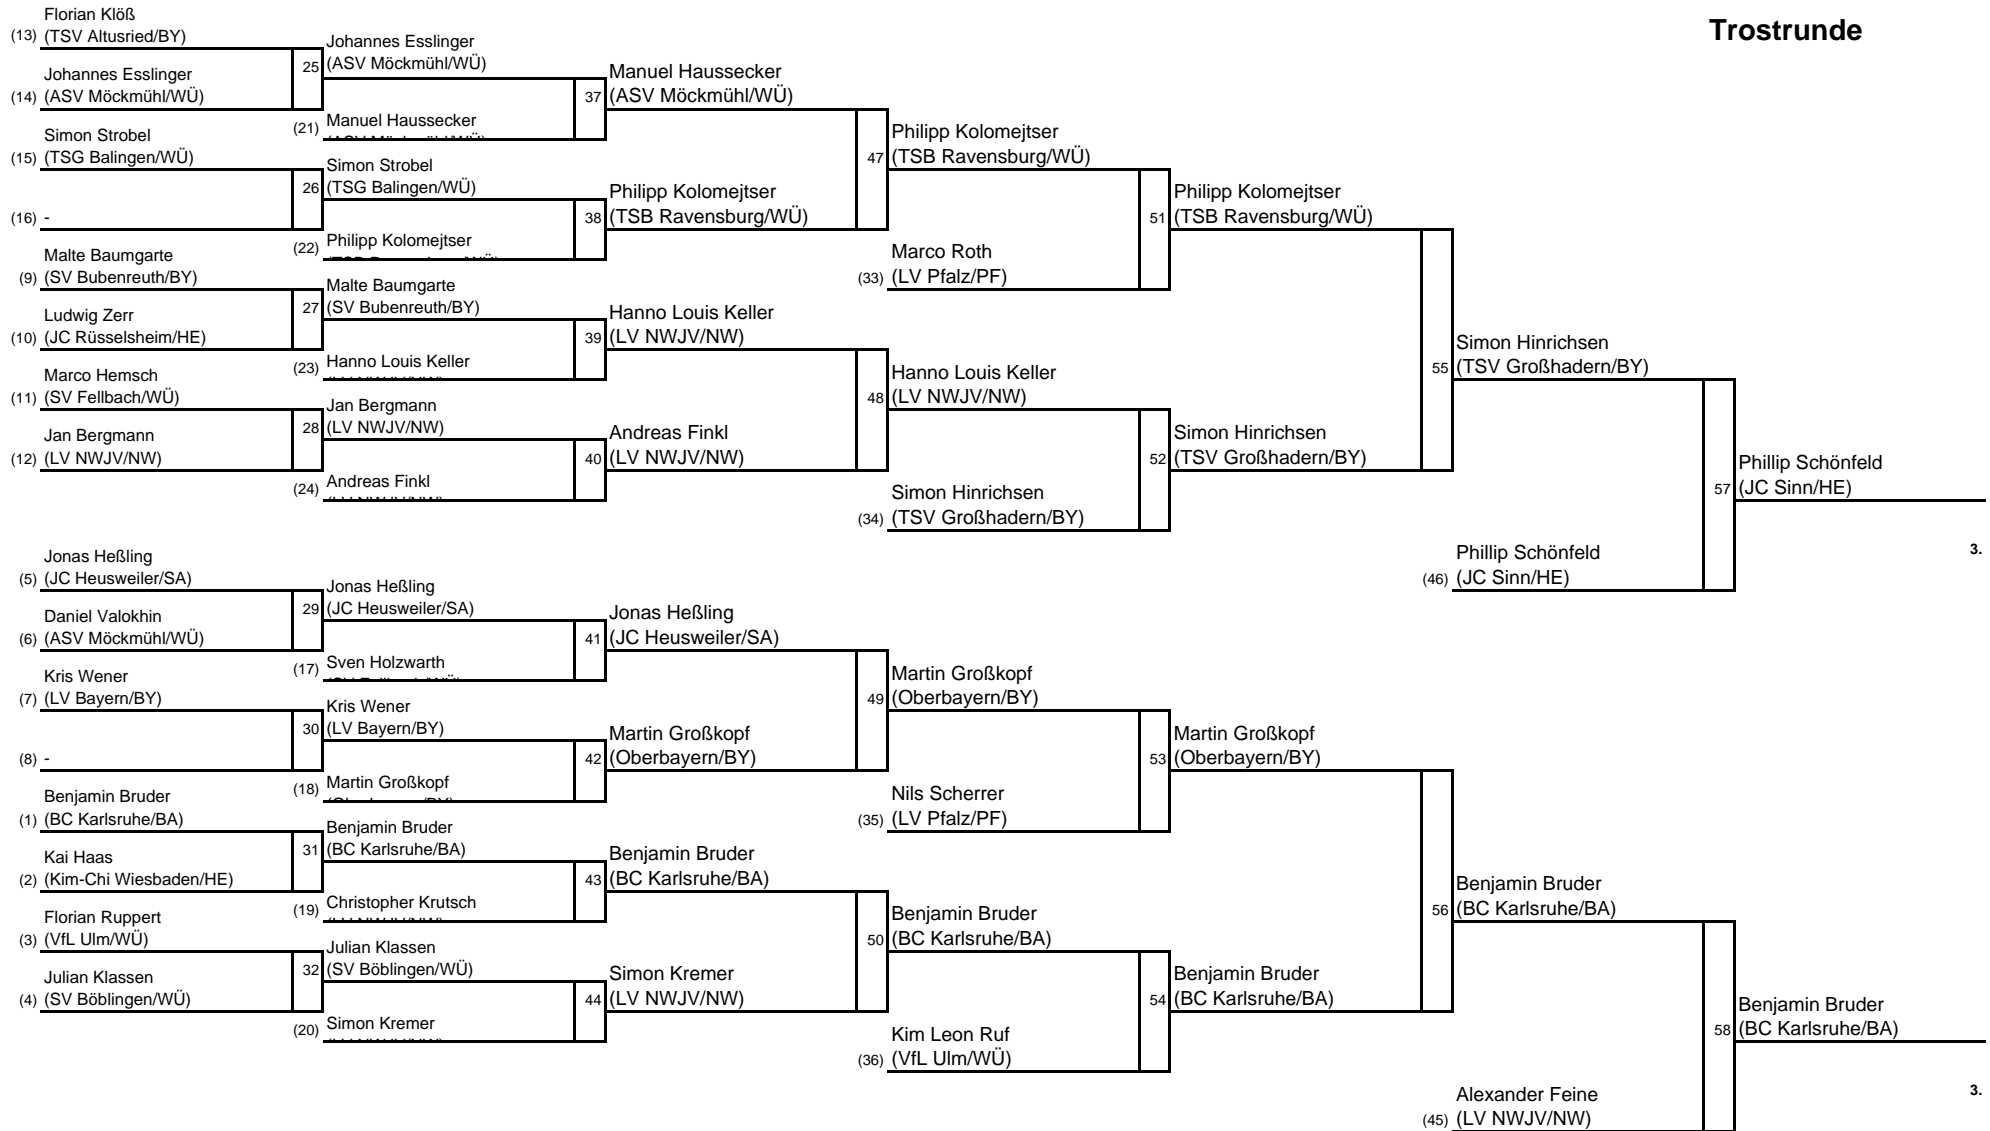 Trostrunde
Florian Klöß
(13) (TSV Altusried/BY)
Johannes Esslinger
(14) (ASV Möckmühl/WÜ)
Simon Strobel
(15) (TSG Balingen/WÜ)
(16) -
Malte Baumgarte
(9) (SV Bubenreuth/BY)
Ludwig Zerr
(10) (JC Rüsselsheim/HE)
Marco Hemsch
(11) (SV Fellbach/WÜ)
Jan Bergmann
(12) (LV NWJV/NW)
Jonas Heßling
(5) (JC Heusweiler/SA)
Daniel Valokhin
(6) (ASV Möckmühl/WÜ)
Kris Wener
(7) (LV Bayern/BY)
(8) -
Benjamin Bruder
(1) (BC Karlsruhe/BA)
Kai Haas
(2) (Kim-Chi Wiesbaden/HE)
Florian Ruppert
(3) (VfL Ulm/WÜ)
Julian Klassen
(4) (SV Böblingen/WÜ)
Johannes Esslinger
25 (ASV Möckmühl/WÜ)
(21) Manuel Haussecker
Simon Strobel
26 (TSG Balingen/WÜ)
(22) Philipp Kolomejtser
Malte Baumgarte
27 (SV Bubenreuth/BY)
(23) Hanno Louis Keller
Jan Bergmann
28 (LV NWJV/NW)
(24) Andreas Finkl
Jonas Heßling
29 (JC Heusweiler/SA)
(17) Sven Holzwarth
Kris Wener
30 (LV Bayern/BY)
(18) Martin Großkopf
Benjamin Bruder
31 (BC Karlsruhe/BA)
(19) Christopher Krutsch
Julian Klassen
32 (SV Böblingen/WÜ)
(20) Simon Kremer
Manuel Haussecker
37 (ASV Möckmühl/WÜ)
Philipp Kolomejtser
38 (TSB Ravensburg/WÜ)
Hanno Louis Keller
39 (LV NWJV/NW)
Andreas Finkl
40 (LV NWJV/NW)
Jonas Heßling
41 (JC Heusweiler/SA)
Martin Großkopf
42 (Oberbayern/BY)
Benjamin Bruder
43 (BC Karlsruhe/BA)
Simon Kremer
44 (LV NWJV/NW)
Philipp Kolomejtser
47 (TSB Ravensburg/WÜ)
Marco Roth
(33) (LV Pfalz/PF)
Hanno Louis Keller
48 (LV NWJV/NW)
Simon Hinrichsen
(34) (TSV Großhadern/BY)
Martin Großkopf
49 (Oberbayern/BY)
Nils Scherrer
(35) (LV Pfalz/PF)
Benjamin Bruder
50 (BC Karlsruhe/BA)
Kim Leon Ruf
(36) (VfL Ulm/WÜ)
Philipp Kolomejtser
51 (TSB Ravensburg/WÜ)
Simon Hinrichsen
52 (TSV Großhadern/BY)
Martin Großkopf
53 (Oberbayern/BY)
Benjamin Bruder
54 (BC Karlsruhe/BA)
Simon Hinrichsen
55 (TSV Großhadern/BY)
Phillip Schönfeld
(46) (JC Sinn/HE)
Benjamin Bruder
56 (BC Karlsruhe/BA)
Alexander Feine
(45) (LV NWJV/NW)
Phillip Schönfeld
57 (JC Sinn/HE)
3.
Benjamin Bruder
58 (BC Karlsruhe/BA)
3.